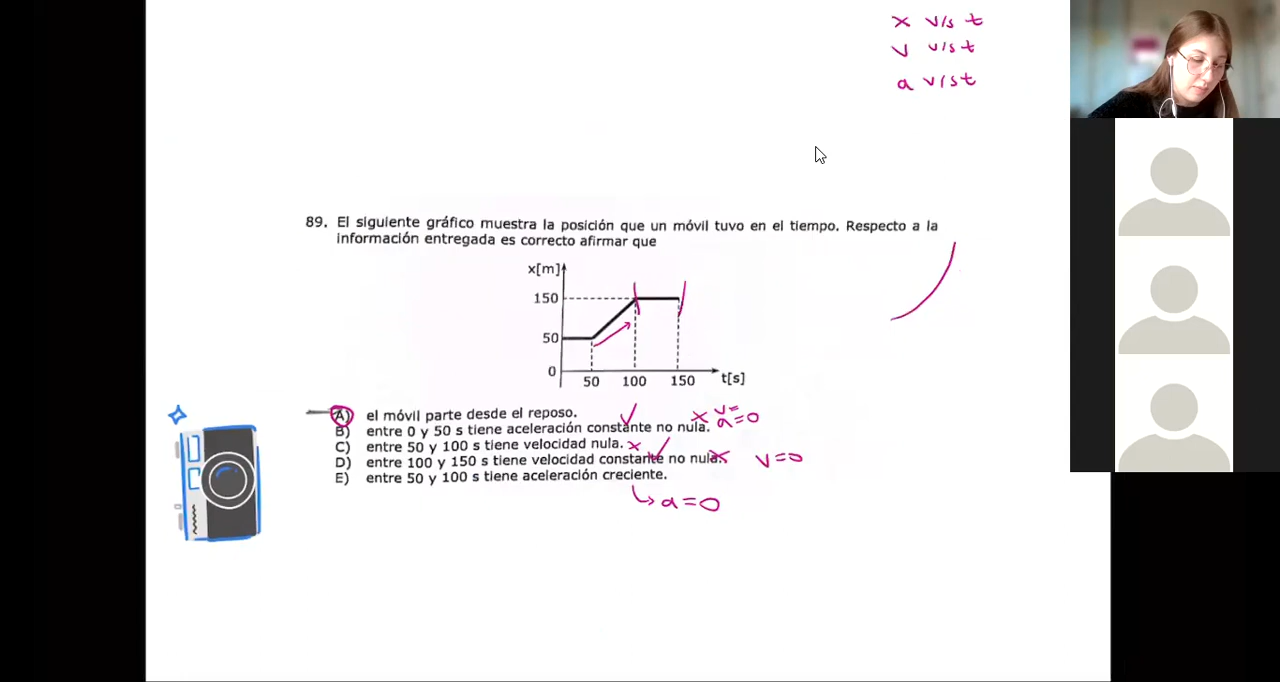 x v/s t
v v/s t
a v/s t
89. El siguiente gráfico muestra la posición que un móvil tuvo en el tiempo. Respecto a la
información entregada es correcto afirmar que
x[m]
150
50
0
50 100 150 t[s]
A) el móvil parte desde el reposo.
B) entre 0 y 50 s tiene aceleración constante no nula. x v= a=0
C) entre 50 y 100 s tiene velocidad nula. x
D) entre 100 y 150 s tiene velocidad constante no nula. x v=0
E) entre 50 y 100 s tiene aceleración creciente.
a=0